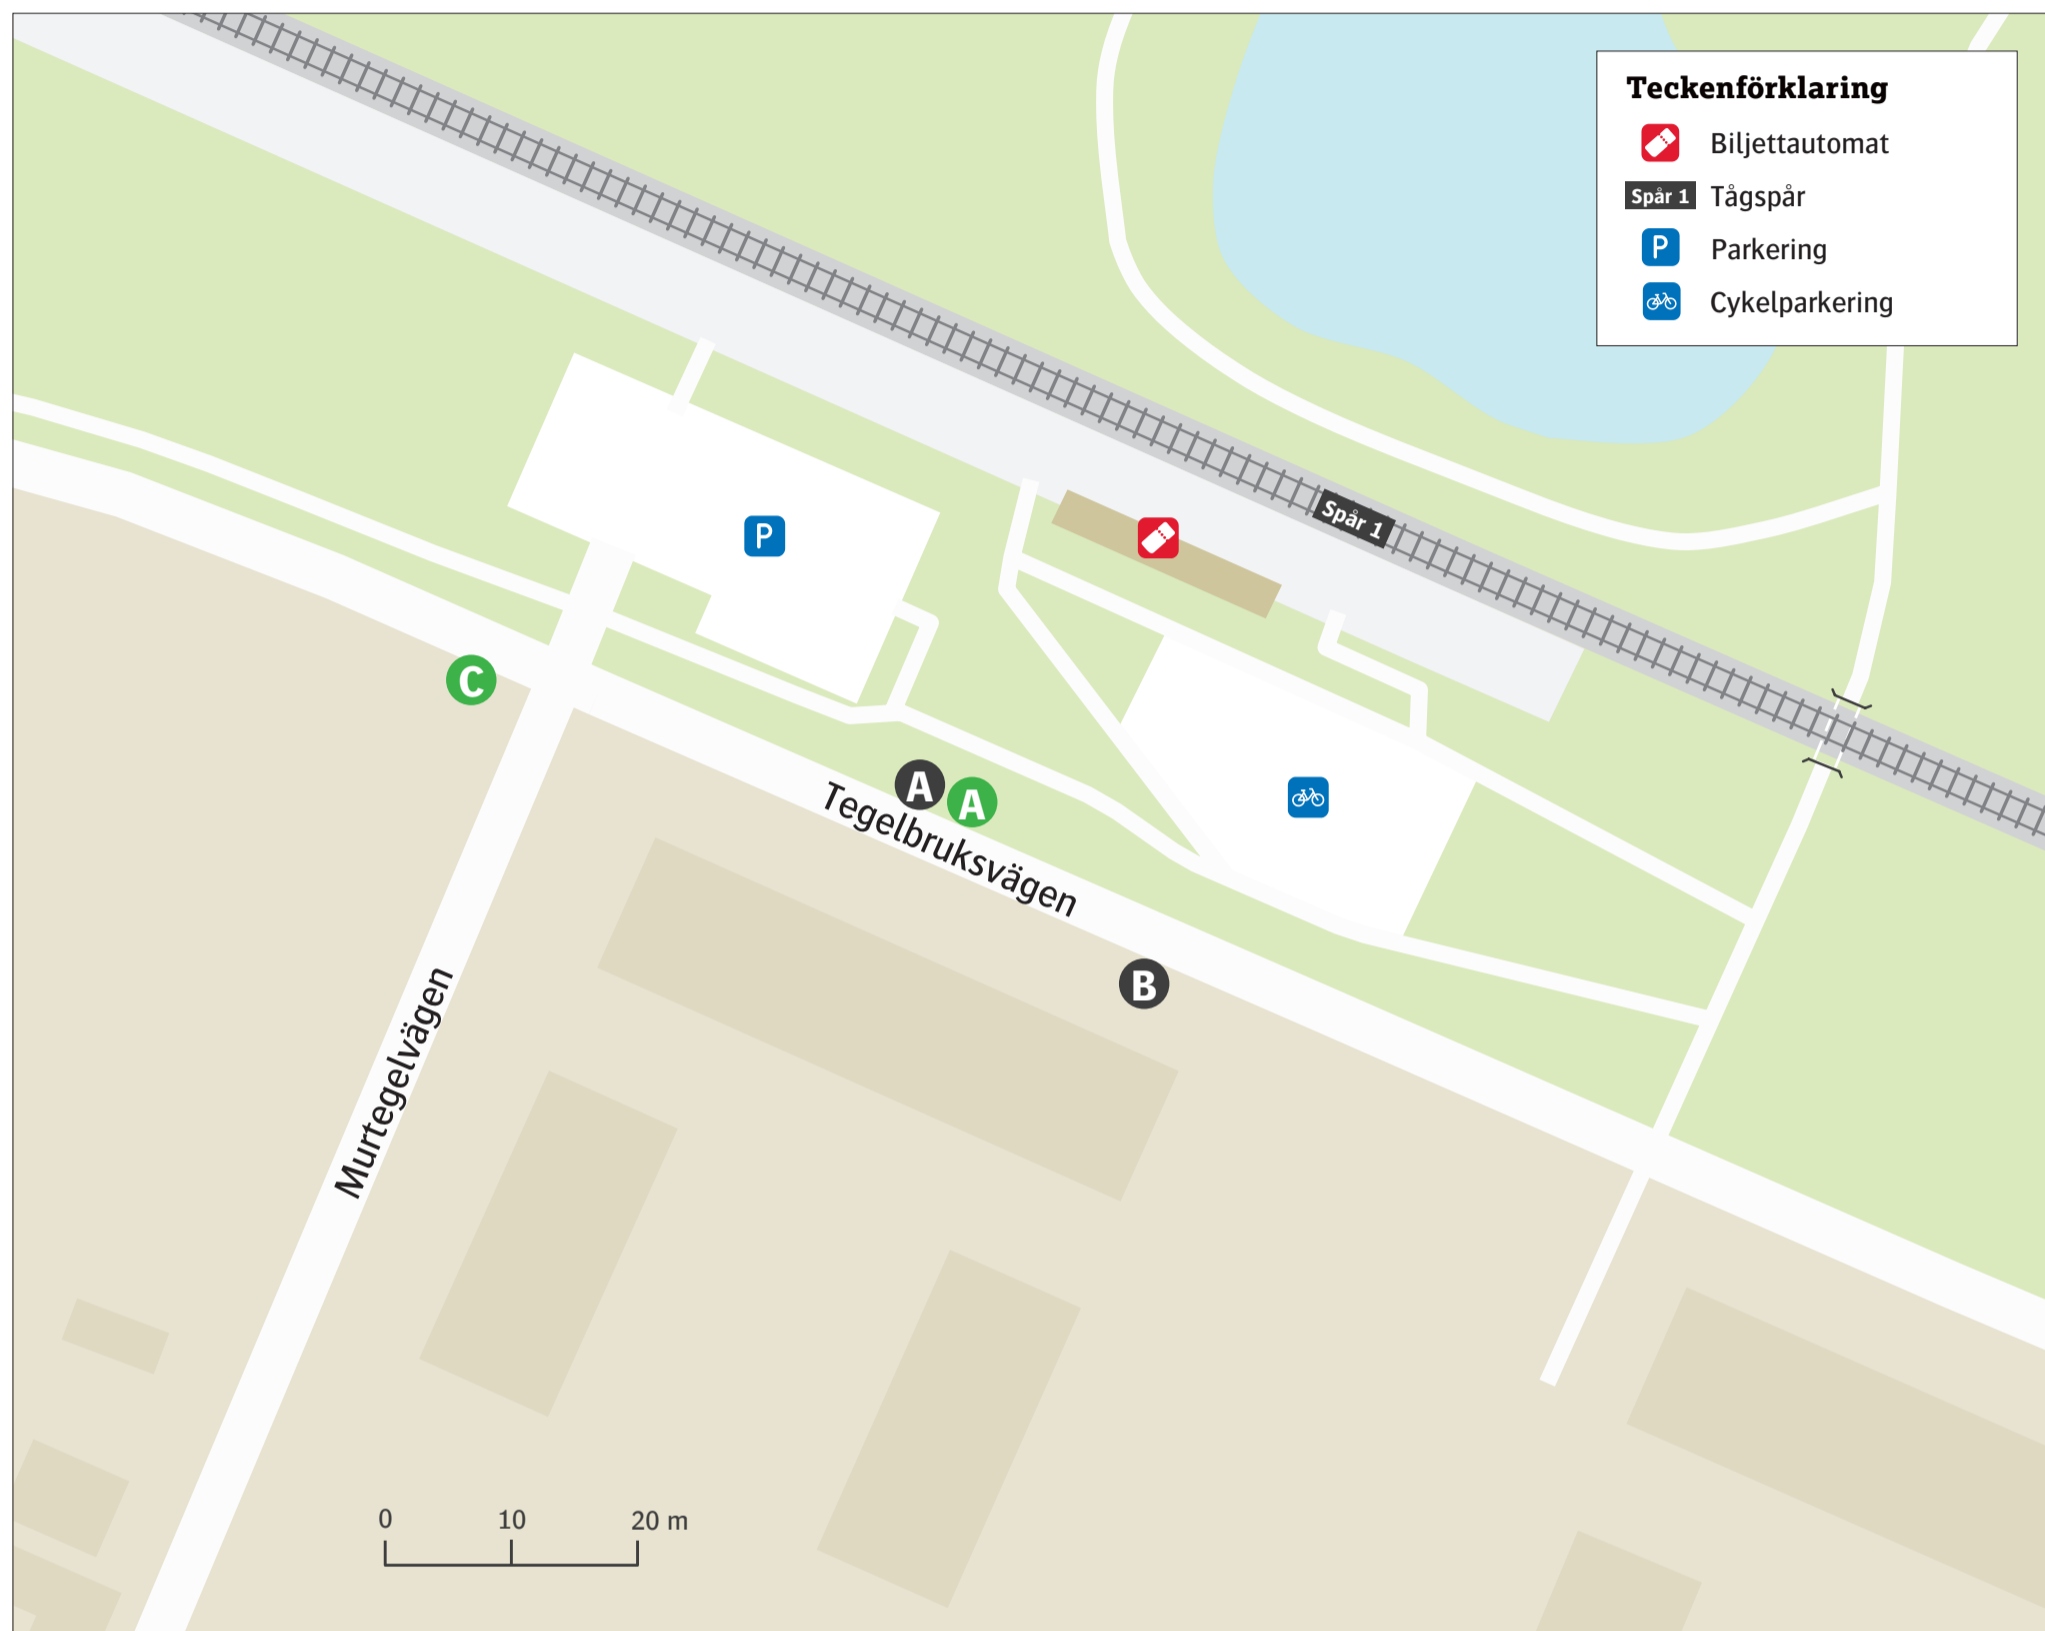 Teckenförklaring
Biljettautomat
Spår 1 Tågspår
P Parkering
Cykelparkering
Spår 1
P
C
A A
Tegelbruksvägen
B
Murtegelvägen
0 10 20 m